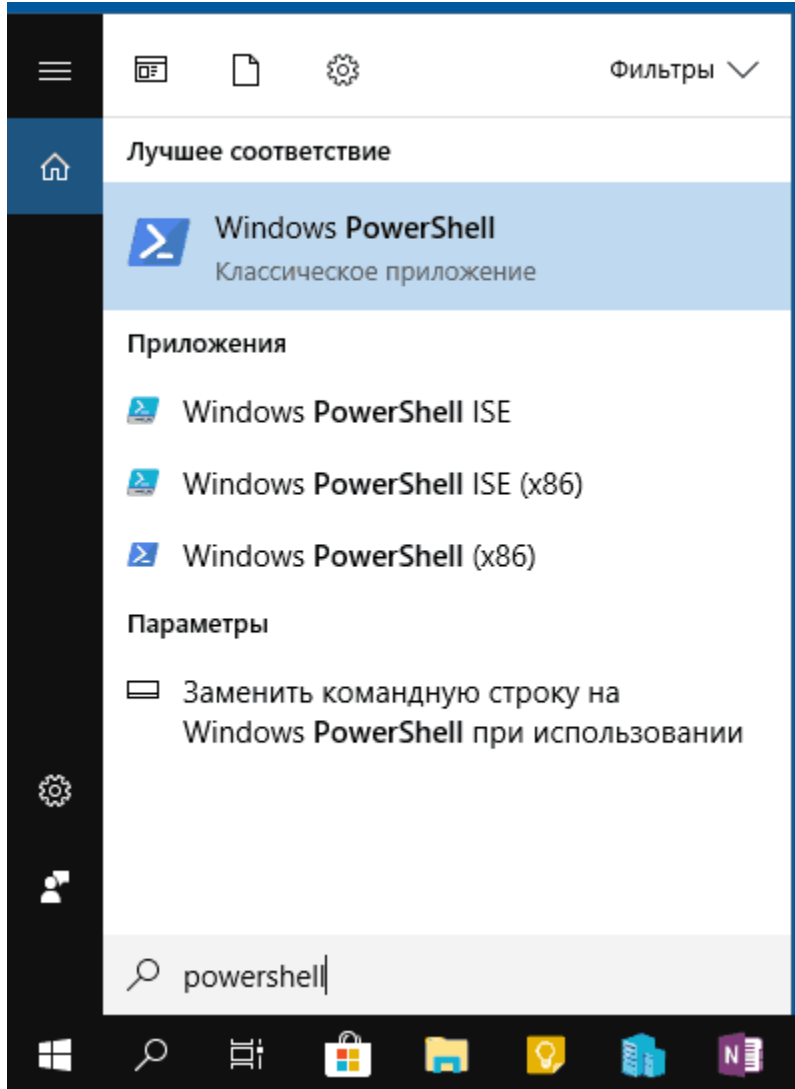 Фильтры
Лучшее соответствие
Windows PowerShell
Классическое приложение
Приложения
Windows PowerShell ISE
Windows PowerShell ISE (x86)
Windows PowerShell (x86)
Параметры
Заменить командную строку на
Windows PowerShell при использовании
powershell
N